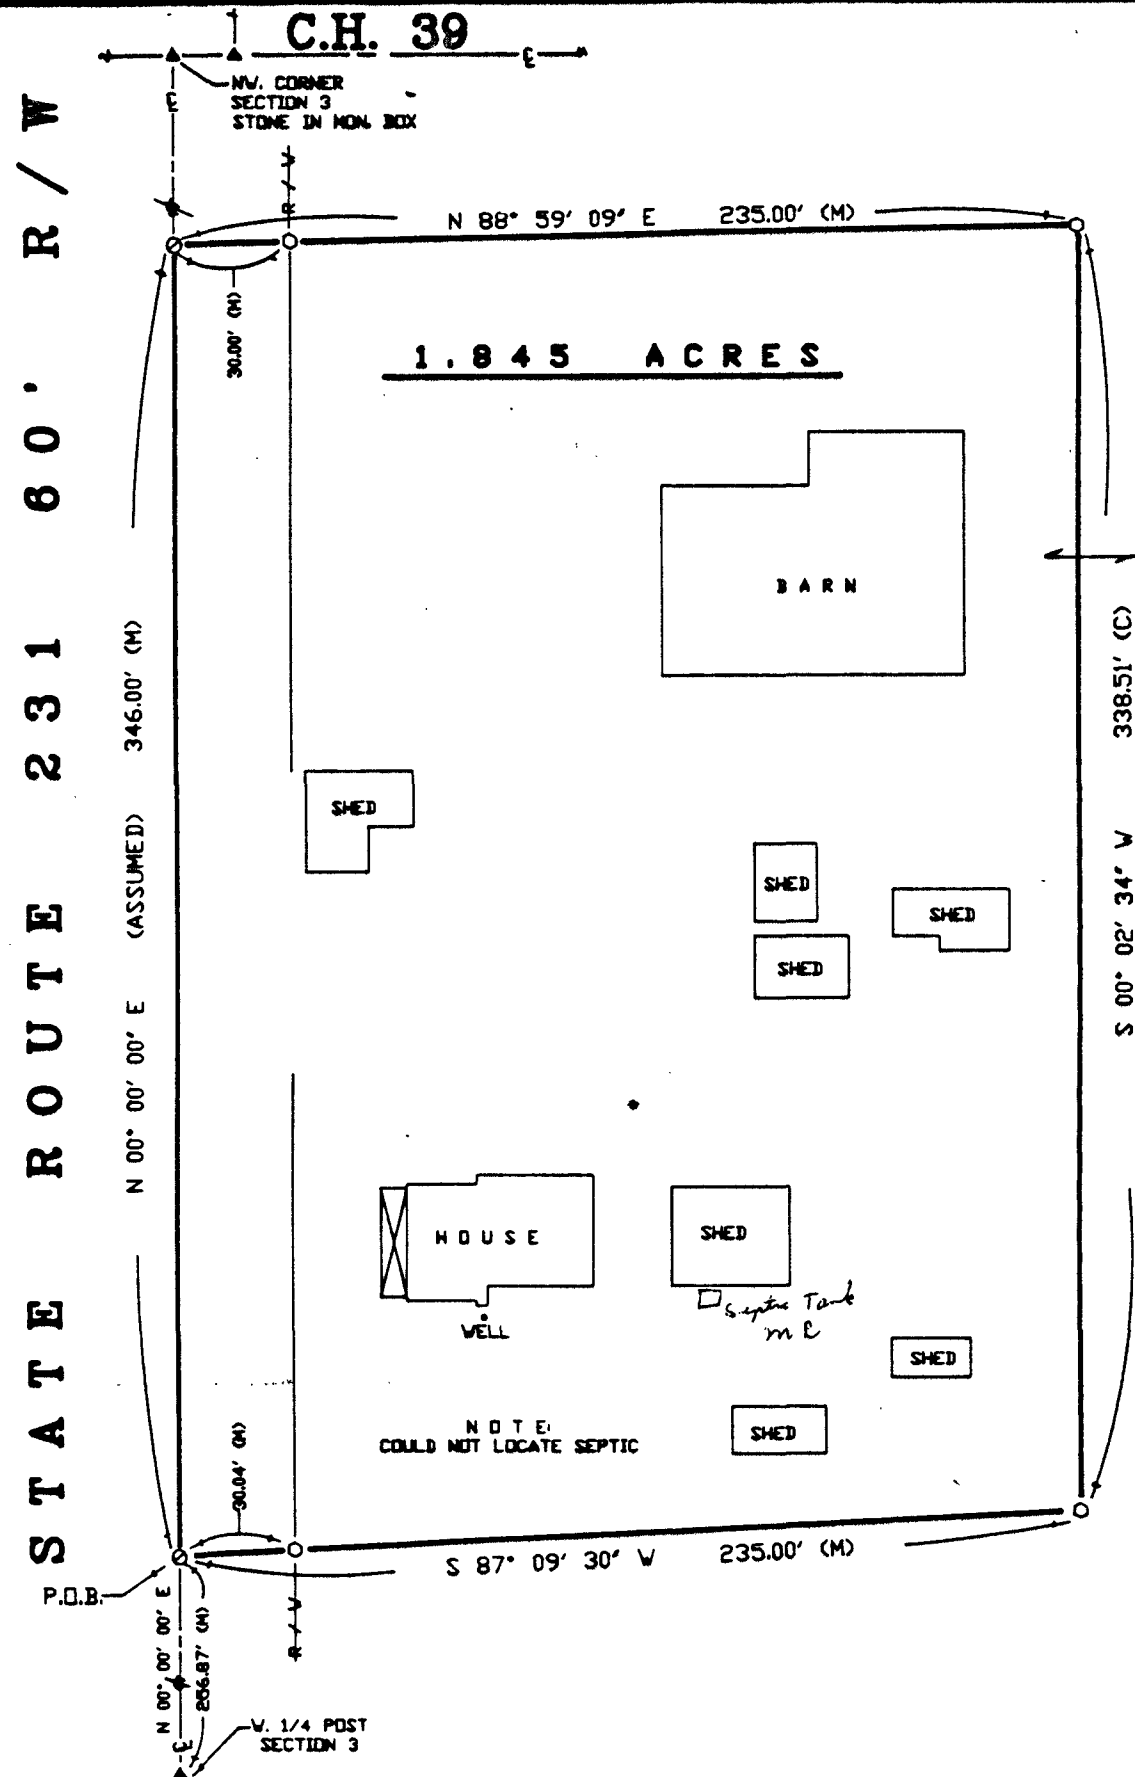 C.H. 39
NW. CORNER
SECTION 3
STONE IN MON. BOX
STATE ROUTE 231 60' R/W
R/W
N 88° 59' 09" E 235.00' (M)
30.00' (M)
1.845 ACRES
BARN
N 00° 00' 00" E (ASSUMED) 346.00' (M)
S 00° 02' 34" W 338.51' (C)
SHED
SHED
SHED
SHED
HOUSE
SHED
WELL
Septic Tank
SHED
SHED
NOTE:
COULD NOT LOCATE SEPTIC
30.04' (M)
S 87° 09' 30" W 235.00' (M)
P.O.B.
N 00° 00' 00" E
R/W
W. 1/4 POST
SECTION 3